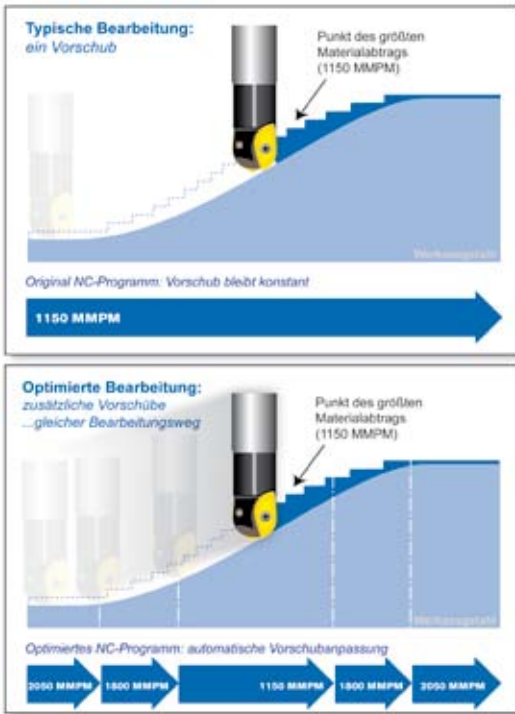 Typische Bearbeitung:
ein Vorschub
Punkt des größten
Materialabtrags
(1150 MMPM)
Werkzeugstahl
Original NC-Programm: Vorschub bleibt konstant
1150 MMPM
Optimierte Bearbeitung:
zusätzliche Vorschübe
...gleicher Bearbeitungsweg
Punkt des größten
Materialabtrags
(1150 MMPM)
Werkzeugstahl
Optimiertes NC-Programm: automatische Vorschubanpassung
2050 MMPM
1800 MMPM
1150 MMPM
1800 MMPM
2050 MMPM